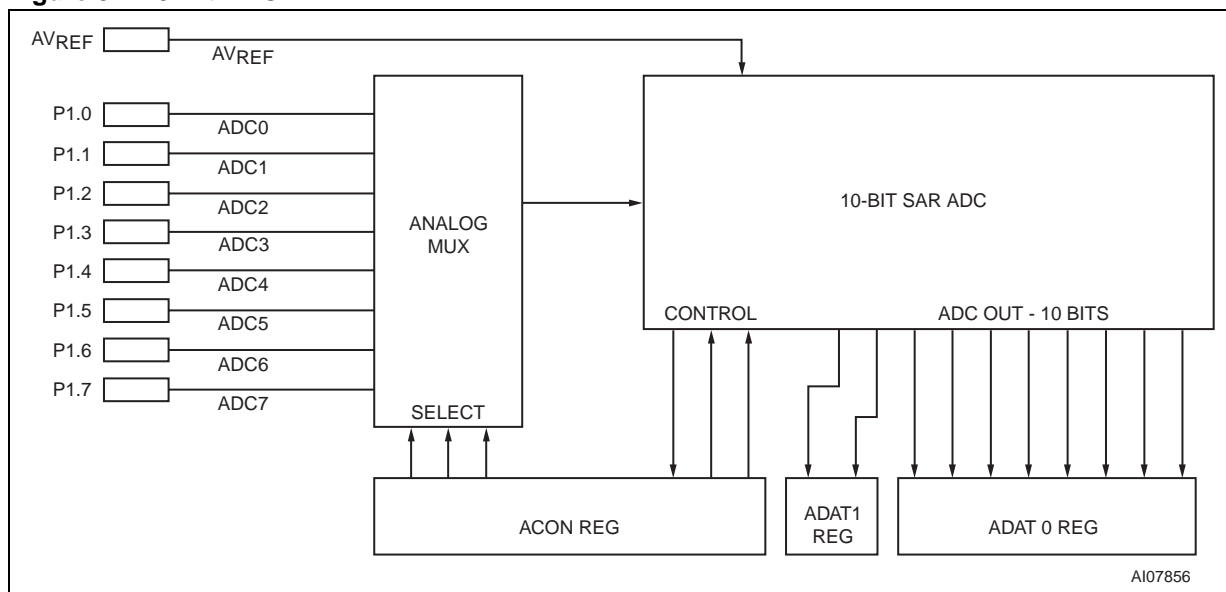 AVREF
AVREF
P1.0
ADC0
P1.1
ADC1
P1.2
ADC2
P1.3
ADC3
P1.4
ADC4
P1.5
ADC5
P1.6
ADC6
P1.7
ADC7
ANALOG
MUX
SELECT
10-BIT SAR ADC
CONTROL
ADC OUT - 10 BITS
ACON REG
ADAT1
REG
ADAT 0 REG
AI07856